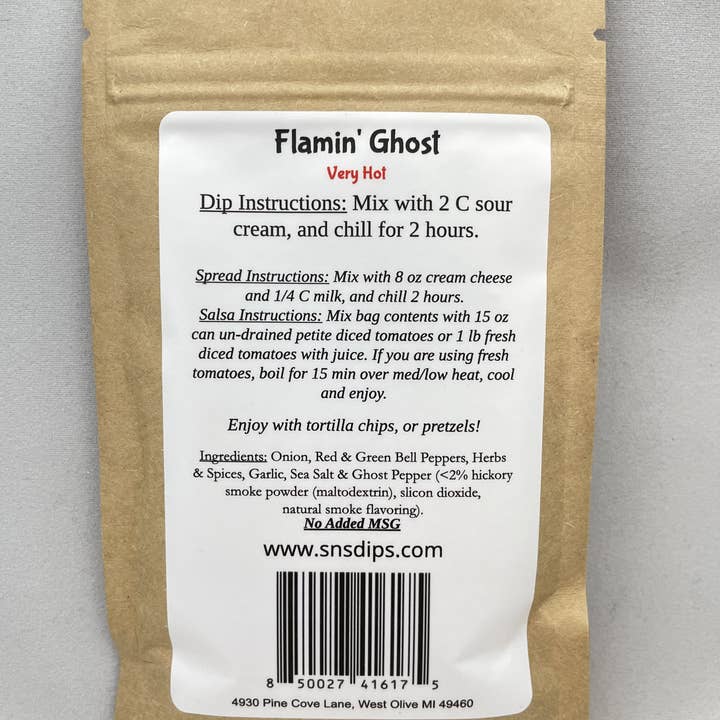 Flamin' Ghost
Very Hot
Dip Instructions: Mix with 2 C sour
cream, and chill for 2 hours.
Spread Instructions: Mix with 8 oz cream cheese
and 1/4 C milk, and chill 2 hours.
Salsa Instructions: Mix bag contents with 15 oz
can un-drained petite diced tomatoes or 1 lb fresh
diced tomatoes with juice. If you are using fresh
tomatoes, boil for 15 min over med/low heat, cool
and enjoy.
Enjoy with tortilla chips, or pretzels!
Ingredients: Onion, Red & Green Bell Peppers, Herbs
& Spices, Garlic, Sea Salt & Ghost Pepper (<2% hickory
smoke powder (maltodextrin), slicon dioxide,
natural smoke flavoring).
No Added MSG
www.snsdips.com
8 50027 41617 5
4930 Pine Cove Lane, West Olive MI 49460